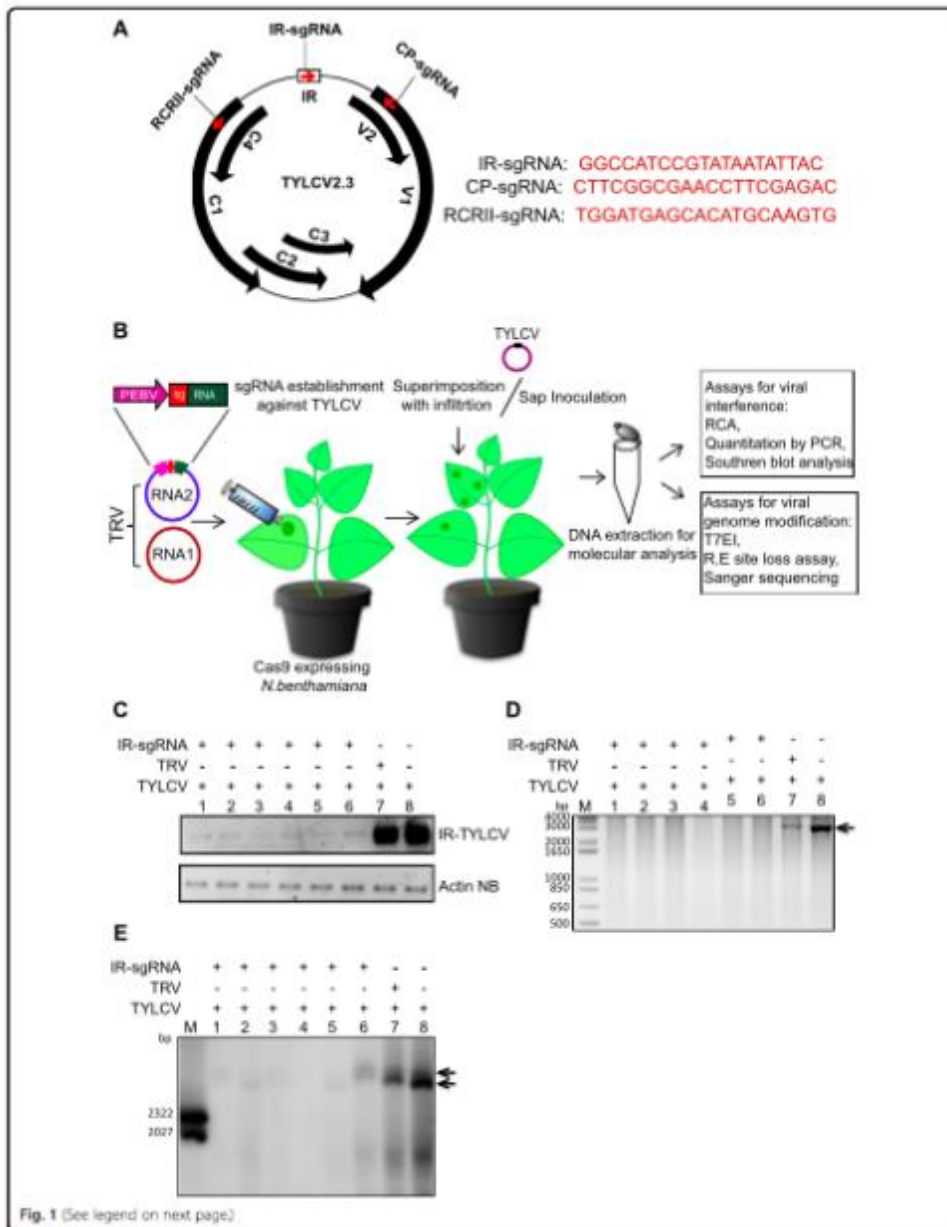 A
IR-sgRNA
CP-sgRNA
RCRII-sgRNA
IR
C4
V2
TYLCV2.3
C1
V1
C3
C2
IR-sgRNA: GGCCATCCGTATAATATTAC
CP-sgRNA: CTTCGGCGAACCTTCGAGAC
RCRII-sgRNA: TGGATGAGCACATGCAAGTG
B
PEBV
RNA
RNA2
TRV
RNA1
sgRNA establishment
against TYLCV
Cas9 expressing
N.benthamiana
Superimposition
with infiltrtion
TYLCV
Sap Inoculation
DNA extraction for
molecular analysis
Assays for viral
interference:
RCA,
Quantitation by PCR,
Southren blot analysis
Assays for viral
genome modification:
T7EI,
R,E site loss assay,
Sanger sequencing
C
IR-sgRNA + + + + + + - -
TRV - - - - - - + -
TYLCV + + + + + + + +
1 2 3 4 5 6 7 8
IR-TYLCV
Actin NB
D
IR-sgRNA + + + + + + - -
TRV - - - - - - + -
TYLCV + + + + + + + +
bp M 1 2 3 4 5 6 7 8
4000
3000
2000
1650
1000
850
650
500
E
IR-sgRNA + + + + + + - -
TRV - - - - - - + -
TYLCV + + + + + + + +
M 1 2 3 4 5 6 7 8
bp
2322
2027
Fig. 1 (See legend on next page.)